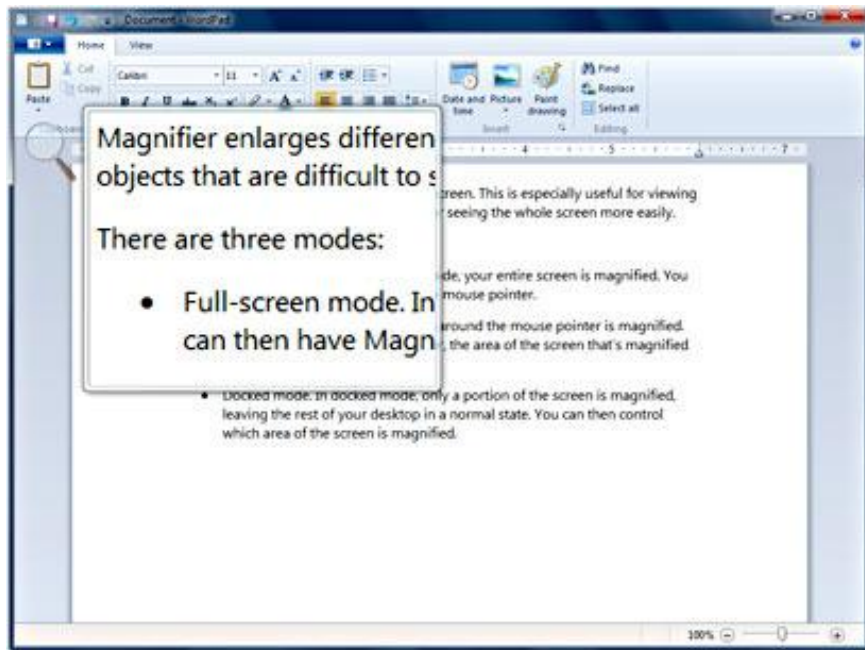 Document - WordPad
Home View
Paste
Cut
Copy
Calibri 11
Date and time
Picture
Paint drawing
Insert
Find
Replace
Select all
Editing
4 5 7
Magnifier enlarges differen
objects that are difficult to s
There are three modes:
• Full-screen mode. In
can then have Magn
creen. This is especially useful for viewing
seeing the whole screen more easily.
de, your entire screen is magnified. You
mouse pointer.
around the mouse pointer is magnified.
, the area of the screen that's magnified
• Docked mode. In docked mode, only a portion of the screen is magnified,
leaving the rest of your desktop in a normal state. You can then control
which area of the screen is magnified.
100%